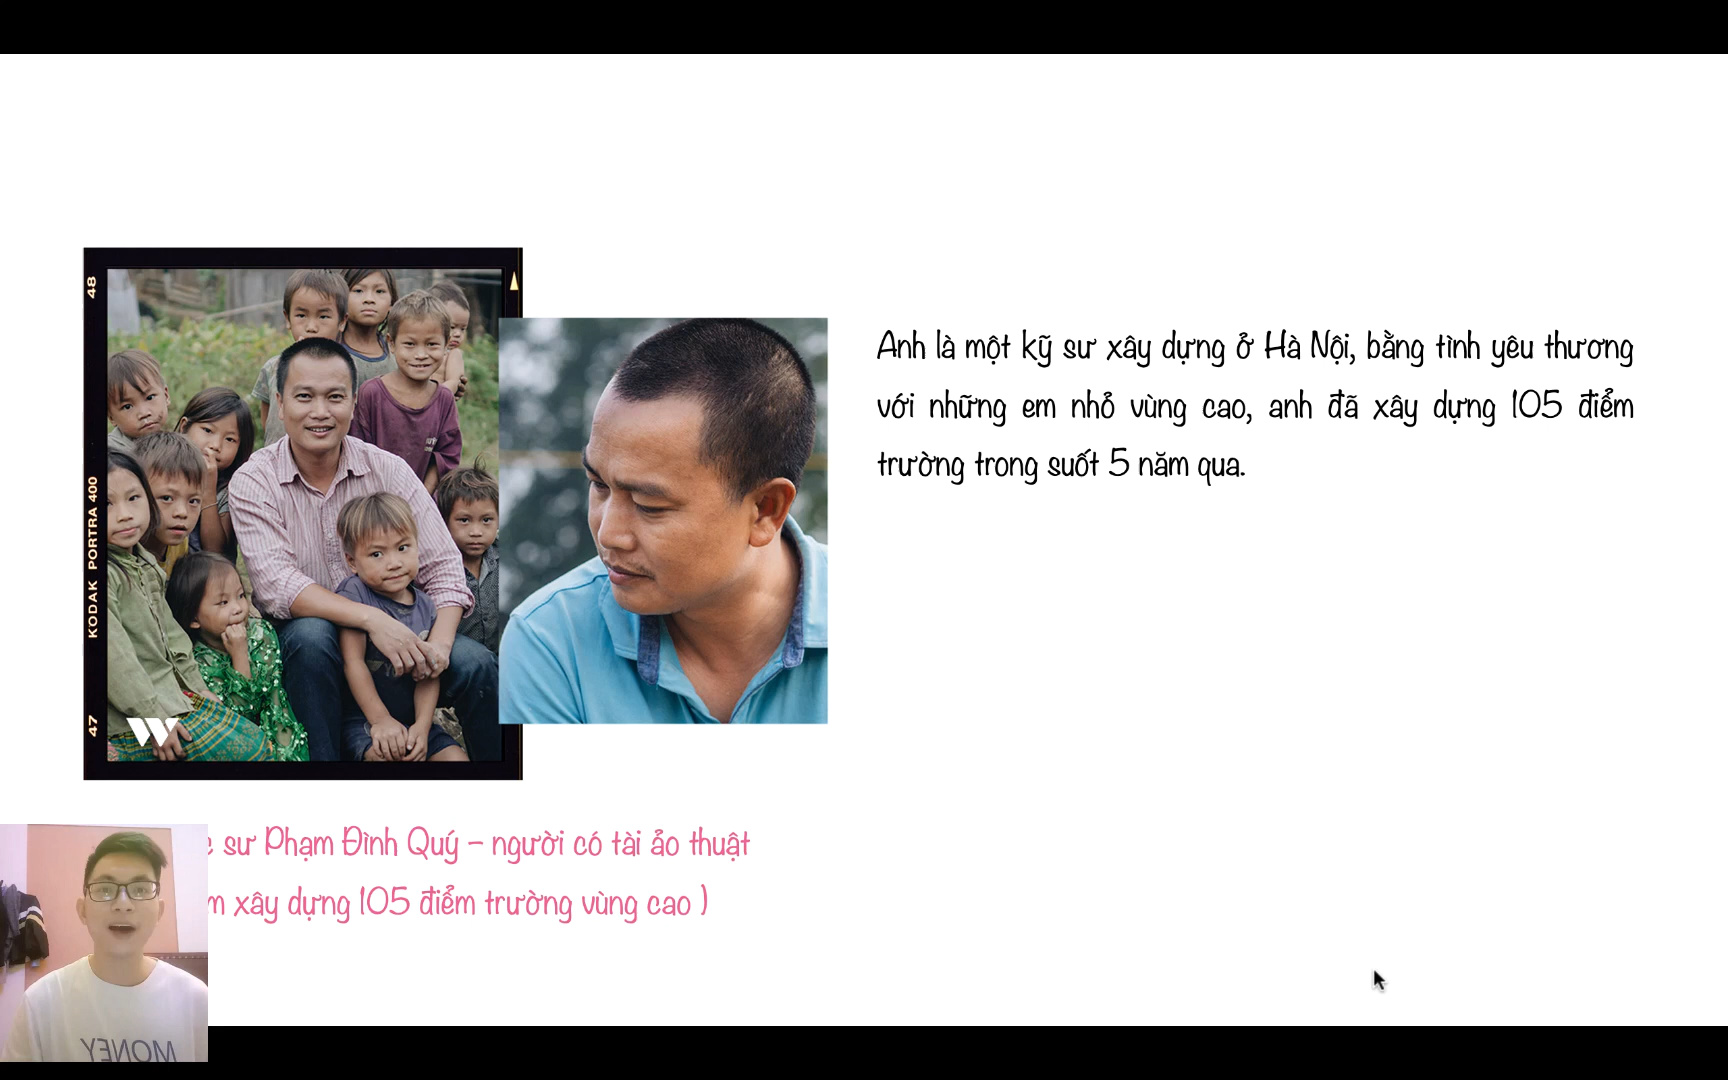 48
KODAK PORTRA 400
47
W
Anh là một kỹ sư xây dựng ở Hà Nội, bằng tình yêu thương
với những em nhỏ vùng cao, anh đã xây dựng 105 điểm
trường trong suốt 5 năm qua.
sư Phạm Đình Quý – người có tài ảo thuật
xây dựng 105 điểm trường vùng cao )
MONEY